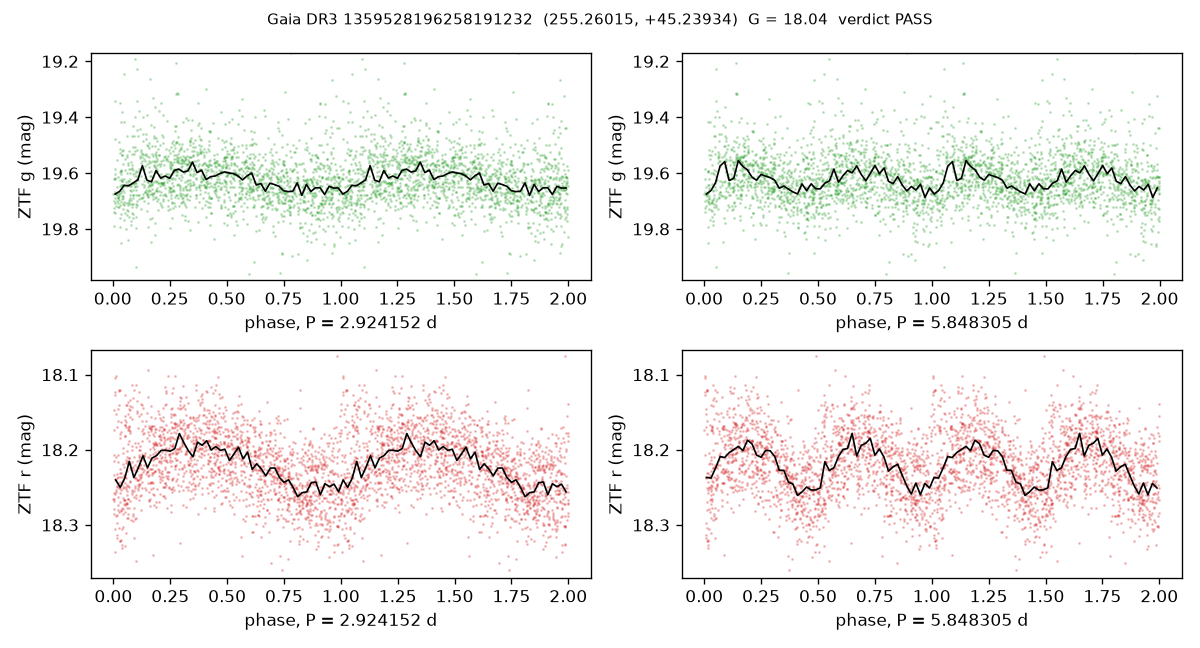 Gaia DR3 1359528196258191232 (255.26015, +45.23934) G = 18.04 verdict PASS
ZTF g (mag)
19.2
19.4
19.6
19.8
0.00 0.25 0.50 0.75 1.00 1.25 1.50 1.75 2.00
phase, P = 2.924152 d
ZTF g (mag)
19.2
19.4
19.6
19.8
0.00 0.25 0.50 0.75 1.00 1.25 1.50 1.75 2.00
phase, P = 5.848305 d
ZTF r (mag)
18.1
18.2
18.3
0.00 0.25 0.50 0.75 1.00 1.25 1.50 1.75 2.00
phase, P = 2.924152 d
ZTF r (mag)
18.1
18.2
18.3
0.00 0.25 0.50 0.75 1.00 1.25 1.50 1.75 2.00
phase, P = 5.848305 d